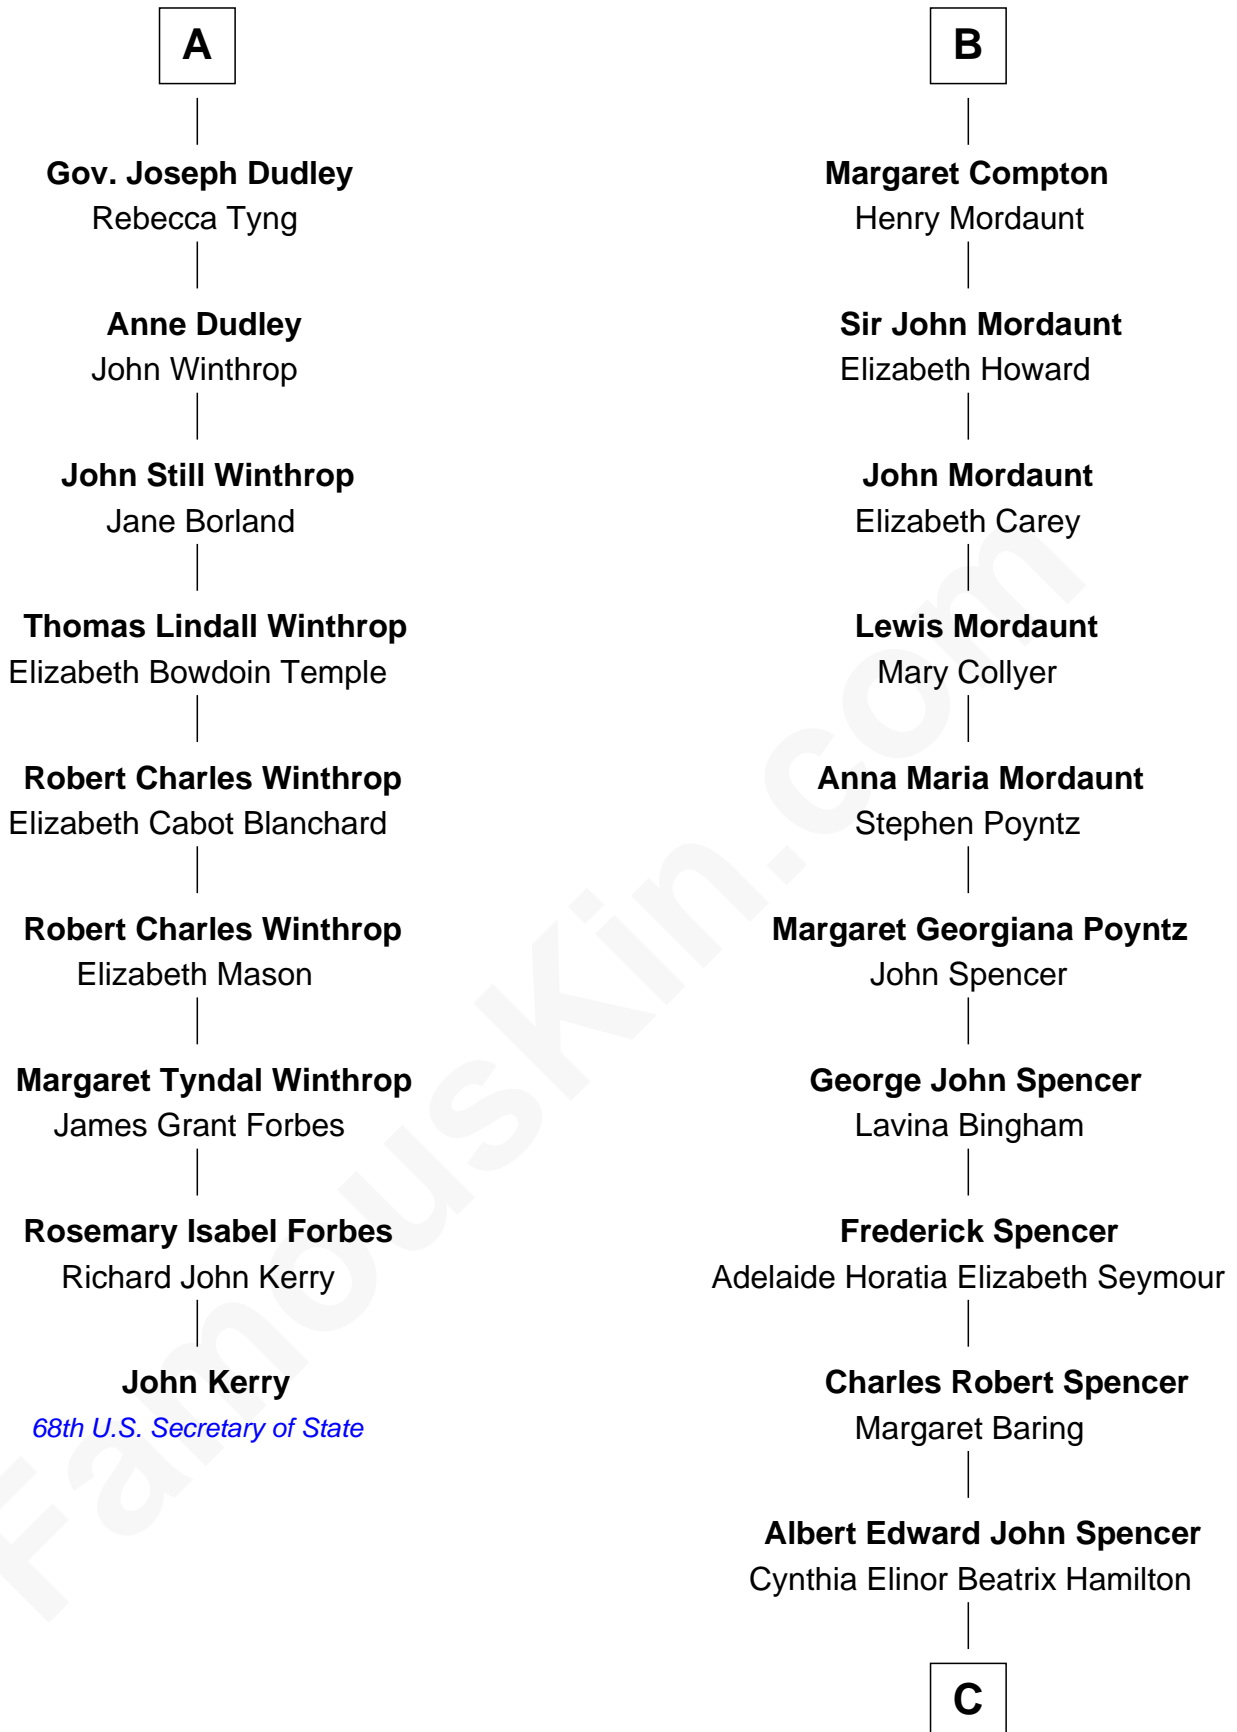 A
Gov. Joseph Dudley
Rebecca Tyng
Anne Dudley
John Winthrop
John Still Winthrop
Jane Borland
Thomas Lindall Winthrop
Elizabeth Bowdoin Temple
Robert Charles Winthrop
Elizabeth Cabot Blanchard
Robert Charles Winthrop
Elizabeth Mason
Margaret Tyndal Winthrop
James Grant Forbes
Rosemary Isabel Forbes
Richard John Kerry
John Kerry
68th U.S. Secretary of State
B
Margaret Compton
Henry Mordaunt
Sir John Mordaunt
Elizabeth Howard
John Mordaunt
Elizabeth Carey
Lewis Mordaunt
Mary Collyer
Anna Maria Mordaunt
Stephen Poyntz
Margaret Georgiana Poyntz
John Spencer
George John Spencer
Lavina Bingham
Frederick Spencer
Adelaide Horatia Elizabeth Seymour
Charles Robert Spencer
Margaret Baring
Albert Edward John Spencer
Cynthia Elinor Beatrix Hamilton
C
FamousKin.com